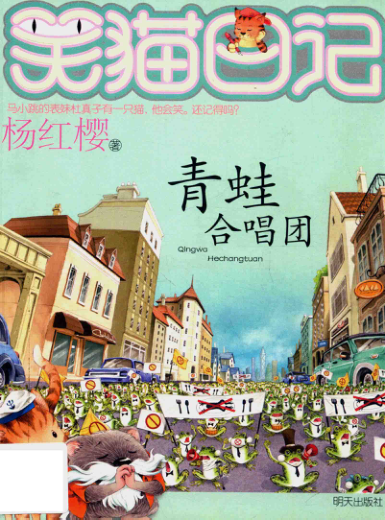 笑猫日记
马小跳的表妹杜真子有一只猫，他会笑。还记得吗？
杨红樱 著
青蛙
合唱团
Qingwa
Hechangtuan
明天出版社